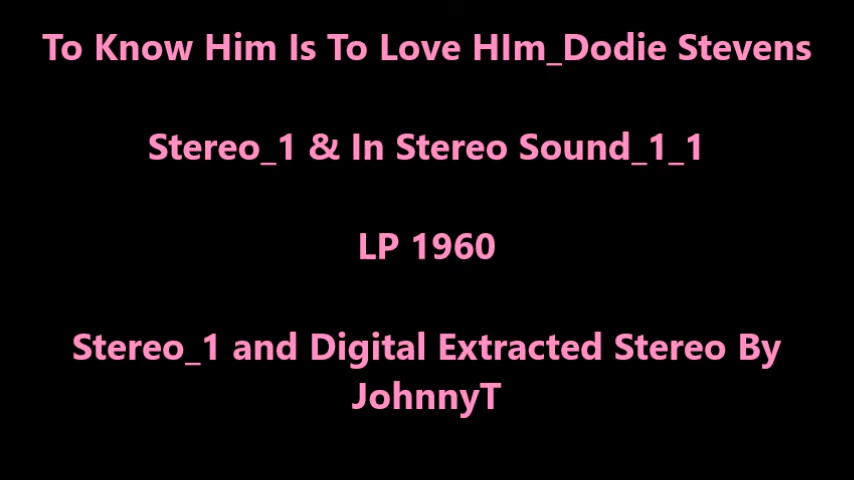 To Know Him Is To Love HIm_Dodie Stevens
Stereo_1 & In Stereo Sound_1_1
LP 1960
Stereo_1 and Digital Extracted Stereo By
JohnnyT